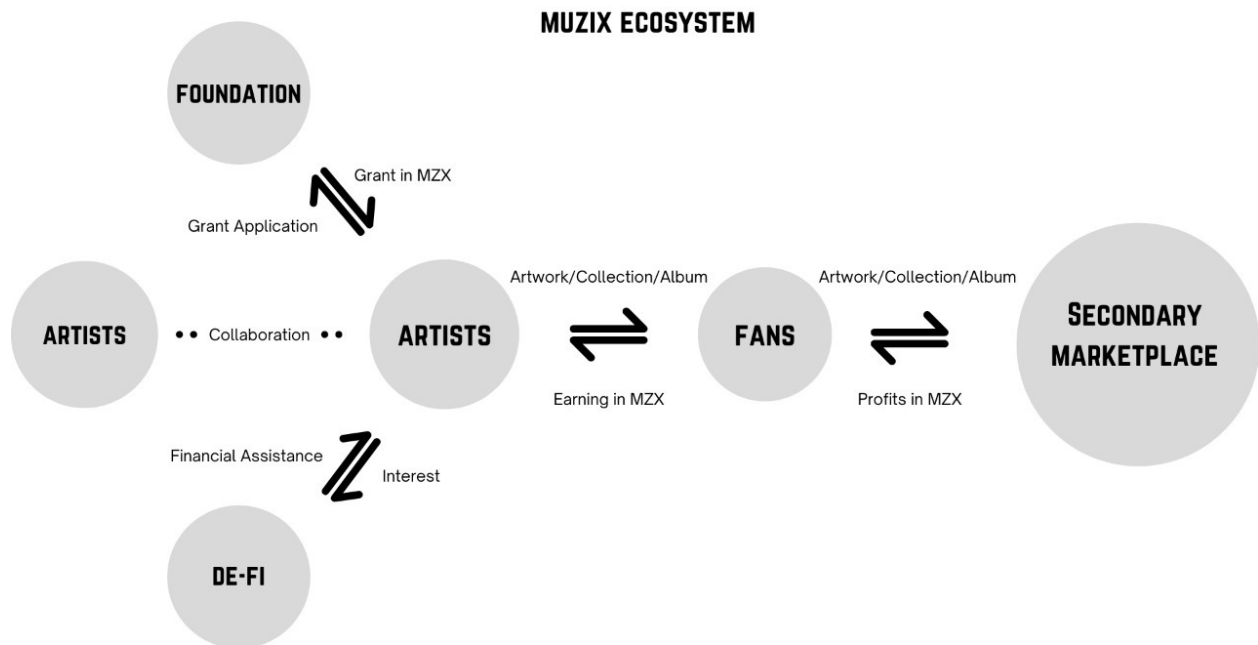 MUZIX ECOSYSTEM
FOUNDATION
Grant in MZX
Grant Application
ARTISTS
Collaboration
ARTISTS
Artwork/Collection/Album
Earning in MZX
FANS
Artwork/Collection/Album
Profits in MZX
SECONDARY
MARKETPLACE
Financial Assistance
Interest
DE-FI